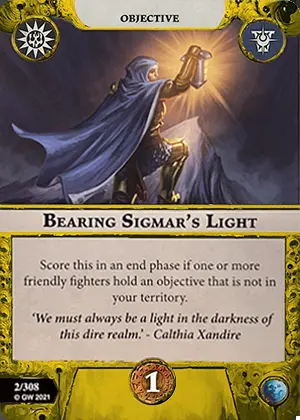 OBJECTIVE
BEARING SIGMAR'S LIGHT
Score this in an end phase if one or more
friendly fighters hold an objective that is not in
your territory.
'We must always be a light in the darkness of
this dire realm.' - Calthia Xandire
2/308
© GW 2021
1